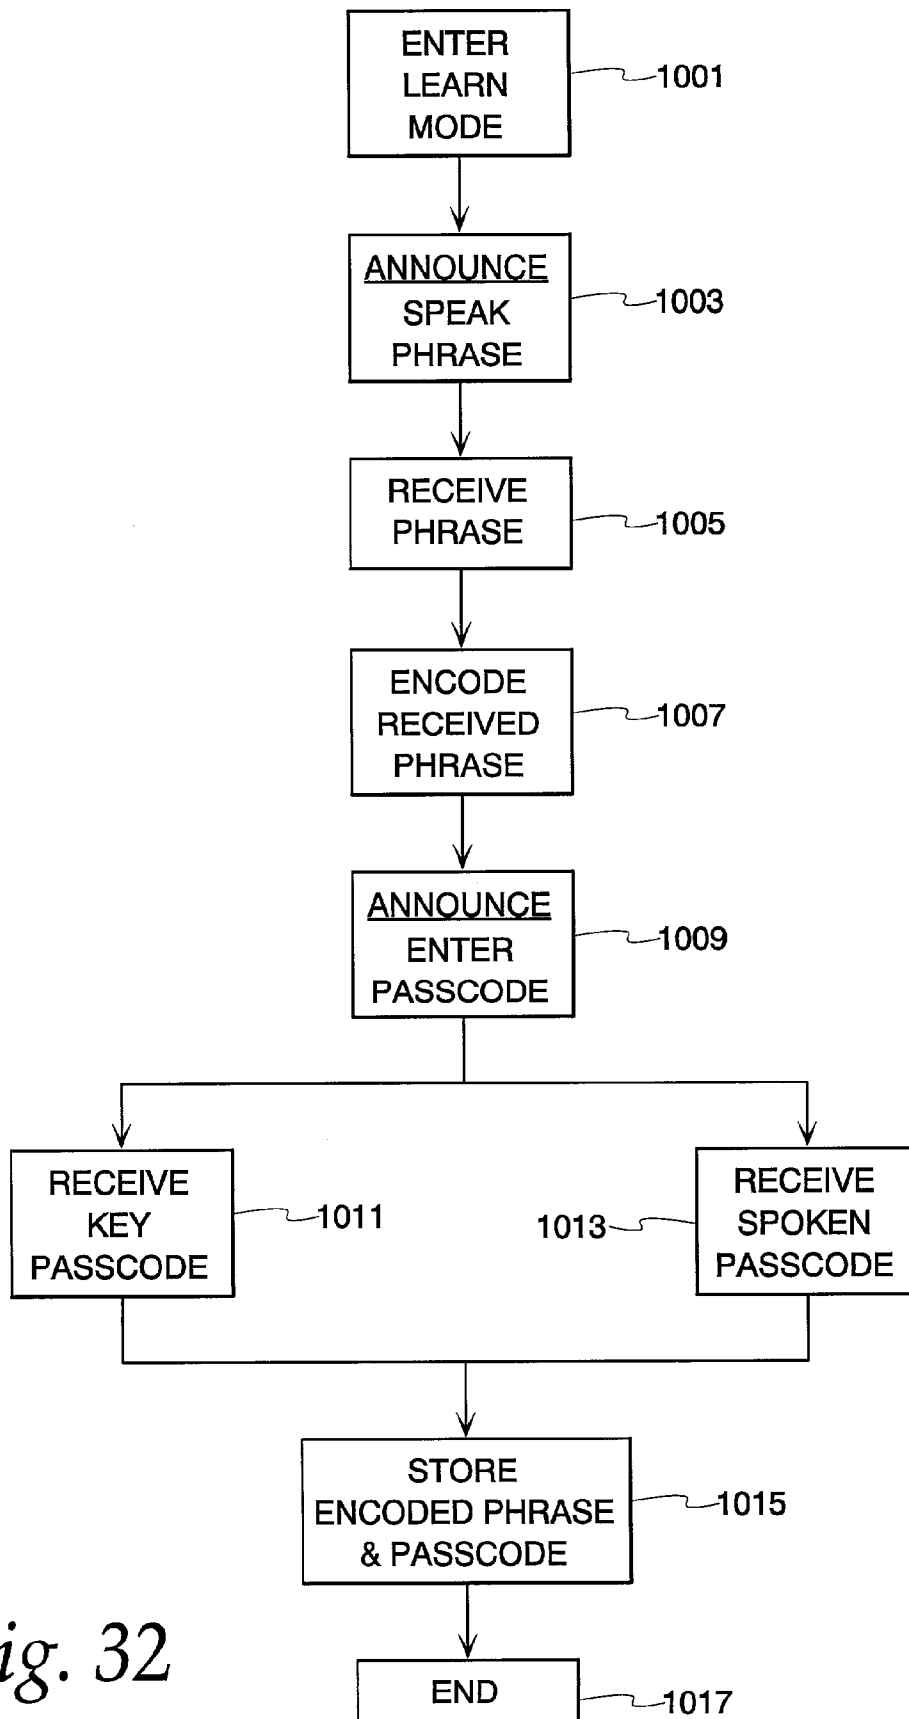 ENTER
LEARN
MODE
1001
ANNOUNCE
SPEAK
PHRASE
1003
RECEIVE
PHRASE
1005
ENCODE
RECEIVED
PHRASE
1007
ANNOUNCE
ENTER
PASSCODE
1009
RECEIVE
KEY
PASSCODE
1011
1013
RECEIVE
SPOKEN
PASSCODE
STORE
ENCODED PHRASE
& PASSCODE
1015
ig. 32
END
1017